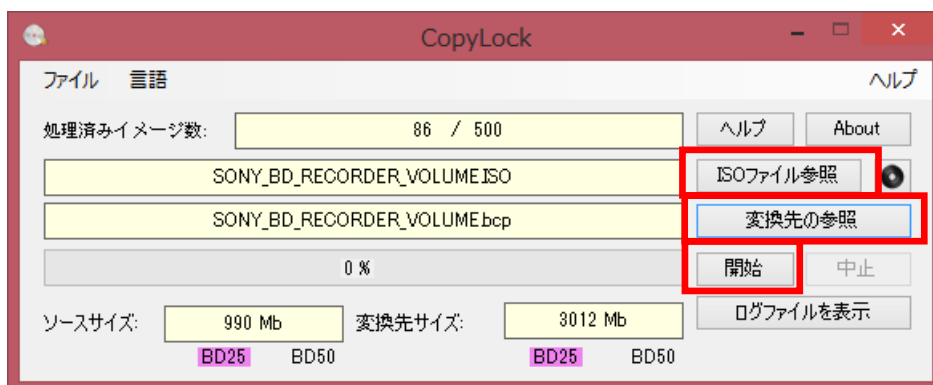 CopyLock
ファイル 言語 ヘルプ
処理済みイメージ数: 86 / 500 ヘルプ About
SONY_BD_RECORDER_VOLUME.ISO ISOファイル参照
SONY_BD_RECORDER_VOLUME.bcp 変換先の参照
0 % 開始 中止
ソースサイズ: 990 Mb 変換先サイズ: 3012 Mb ログファイルを表示
BD25 BD50 BD25 BD50